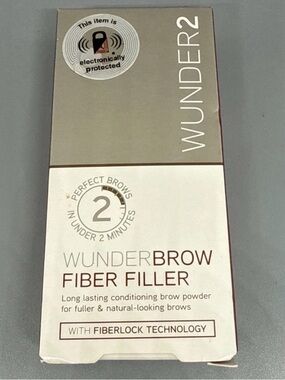 This item is
electronically
protected
WUNDER2
PERFECT BROWS
2
IN UNDER 2 MINUTES
WUNDERBROW
FIBER FILLER
Long lasting conditioning brow powder
for fuller & natural-looking brows
WITH FIBERLOCK TECHNOLOGY